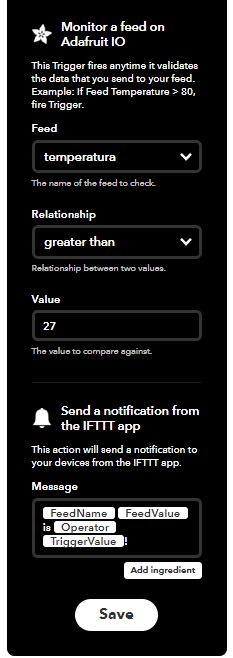 Monitor a feed on
Adafruit IO
This Trigger fires anytime it validates
the data that you send to your feed.
Example: If Feed Temperature > 80,
fire Trigger.
Feed
temperatura
The name of the feed to check.
Relationship
greater than
Relationship between two values.
Value
27
The value to compare against.
Send a notification from
the IFTTT app
This action will send a notification to
your devices from the IFTTT app.
Message
FeedName FeedValue
is Operator
TriggerValue!
Add ingredient
Save